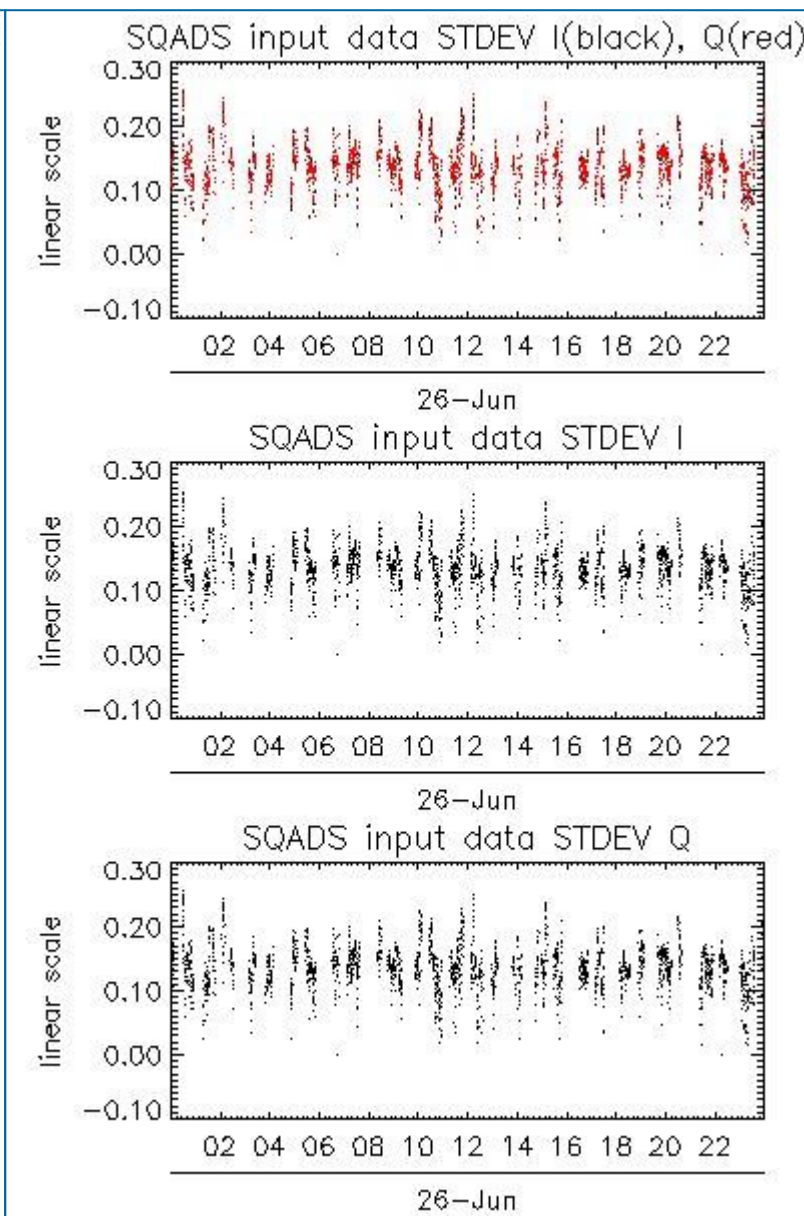 SQADS input data STDEV I(black), Q(red)
0.30
0.20
0.10
0.00
-0.10
linear scale
02 04 06 08 10 12 14 16 18 20 22
26-Jun
SQADS input data STDEV I
0.30
0.20
0.10
0.00
-0.10
linear scale
02 04 06 08 10 12 14 16 18 20 22
26-Jun
SQADS input data STDEV Q
0.30
0.20
0.10
0.00
-0.10
linear scale
02 04 06 08 10 12 14 16 18 20 22
26-Jun